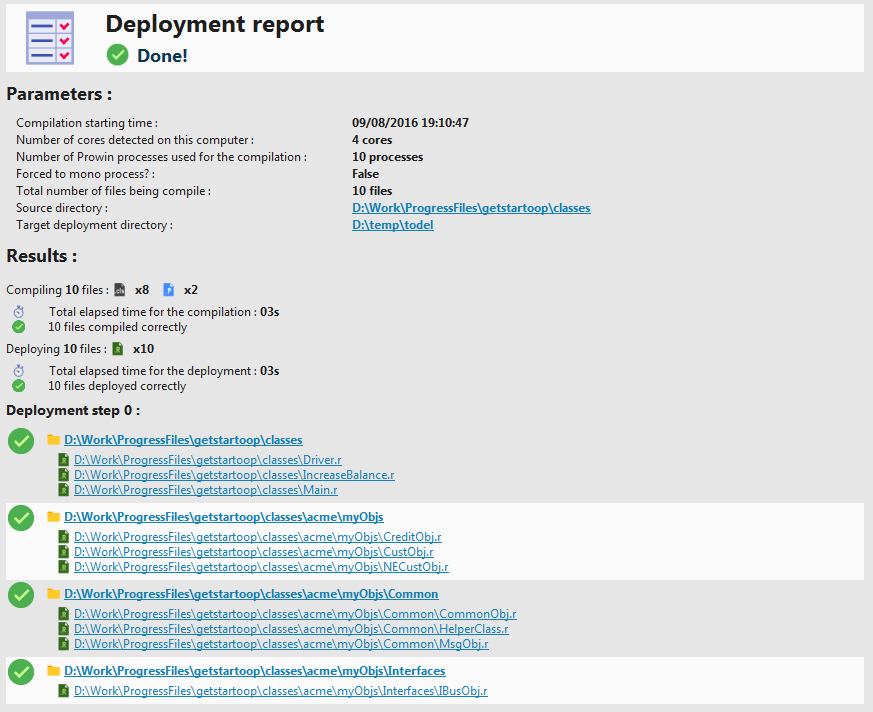 Deployment report
Done!
Parameters :
Compilation starting time : 09/08/2016 19:10:47
Number of cores detected on this computer : 4 cores
Number of Prowin processes used for the compilation : 10 processes
Forced to mono process? : False
Total number of files being compile : 10 files
Source directory : D:\Work\ProgressFiles\getstartoop\classes
Target deployment directory : D:\temp\todel
Results :
Compiling 10 files : .cls x8 P x2
Total elapsed time for the compilation : 03s
10 files compiled correctly
Deploying 10 files : R x10
Total elapsed time for the deployment : 03s
10 files deployed correctly
Deployment step 0 :
D:\Work\ProgressFiles\getstartoop\classes
R D:\Work\ProgressFiles\getstartoop\classes\Driver.r
R D:\Work\ProgressFiles\getstartoop\classes\IncreaseBalance.r
R D:\Work\ProgressFiles\getstartoop\classes\Main.r
D:\Work\ProgressFiles\getstartoop\classes\acme\myObjs
R D:\Work\ProgressFiles\getstartoop\classes\acme\myObjs\CreditObj.r
R D:\Work\ProgressFiles\getstartoop\classes\acme\myObjs\CustObj.r
R D:\Work\ProgressFiles\getstartoop\classes\acme\myObjs\NECustObj.r
D:\Work\ProgressFiles\getstartoop\classes\acme\myObjs\Common
R D:\Work\ProgressFiles\getstartoop\classes\acme\myObjs\Common\CommonObj.r
R D:\Work\ProgressFiles\getstartoop\classes\acme\myObjs\Common\HelperClass.r
R D:\Work\ProgressFiles\getstartoop\classes\acme\myObjs\Common\MsgObj.r
D:\Work\ProgressFiles\getstartoop\classes\acme\myObjs\Interfaces
R D:\Work\ProgressFiles\getstartoop\classes\acme\myObjs\Interfaces\IBusObj.r